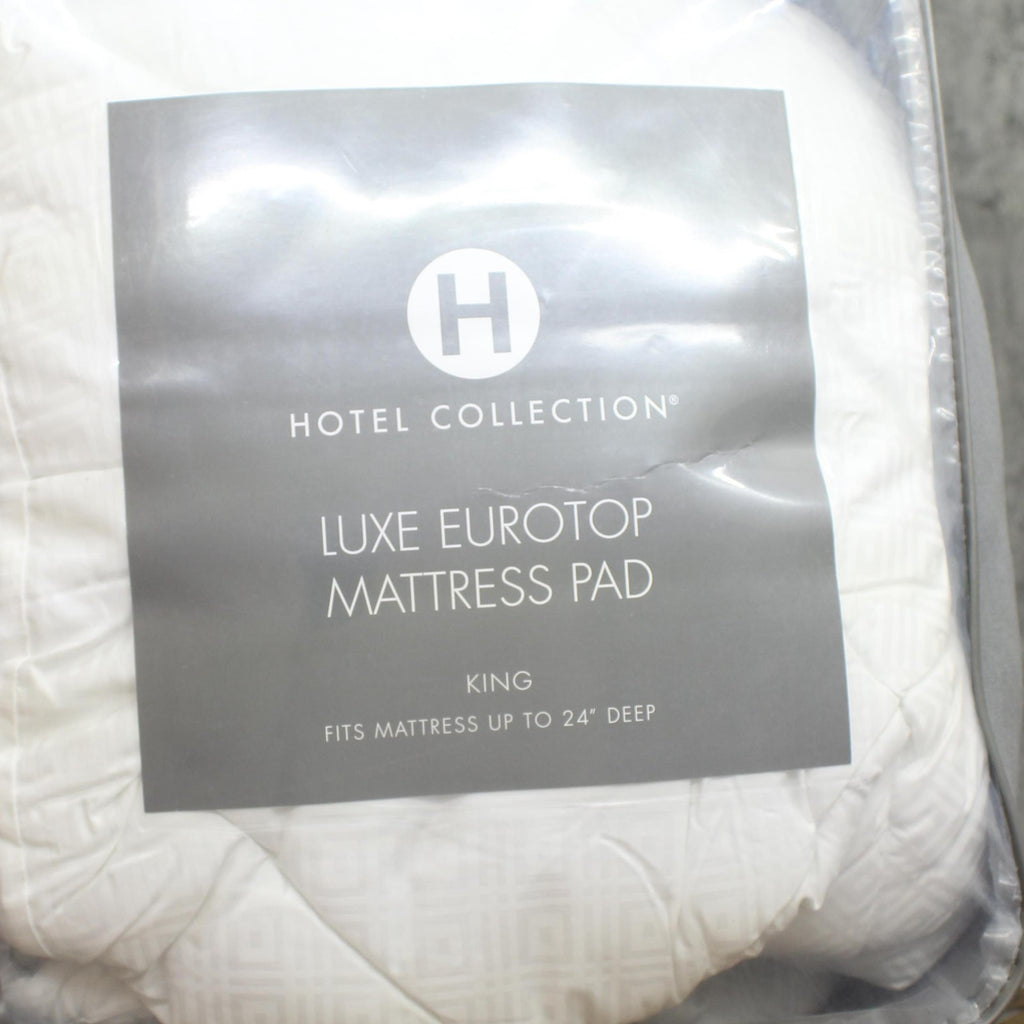 H
HOTEL COLLECTION®
LUXE EUROTOP
MATTRESS PAD
KING
FITS MATTRESS UP TO 24" DEEP